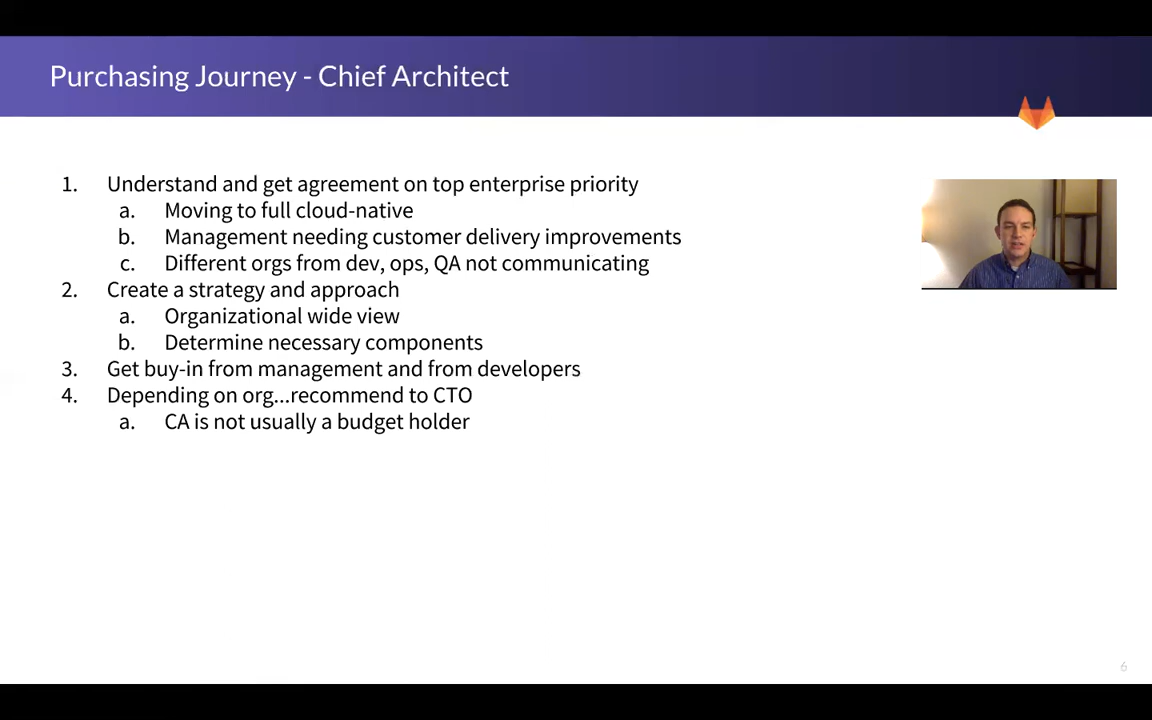 Purchasing Journey - Chief Architect
1. Understand and get agreement on top enterprise priority
a. Moving to full cloud-native
b. Management needing customer delivery improvements
c. Different orgs from dev, ops, QA not communicating
2. Create a strategy and approach
a. Organizational wide view
b. Determine necessary components
3. Get buy-in from management and from developers
4. Depending on org...recommend to CTO
a. CA is not usually a budget holder
6